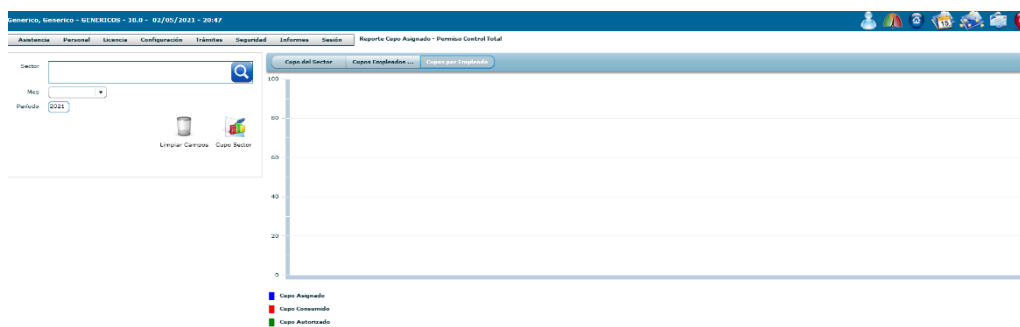 Generico, Generico - GENERICOS - 18.0 - 02/05/2021 - 20:47
15
Asistencia Personal Licencia Configuración Trámites Seguridad Informes Sesión Reporte Cupo Asignado - Permiso Control Total
Sector
Mes
Período 2021
Limpiar Campos Cupo Sector
Cupo del Sector Cupos Empleados ... Cupos por Empleado
100
80
60
40
20
0
Cupo Asignado
Cupo Consumido
Cupo Autorizado